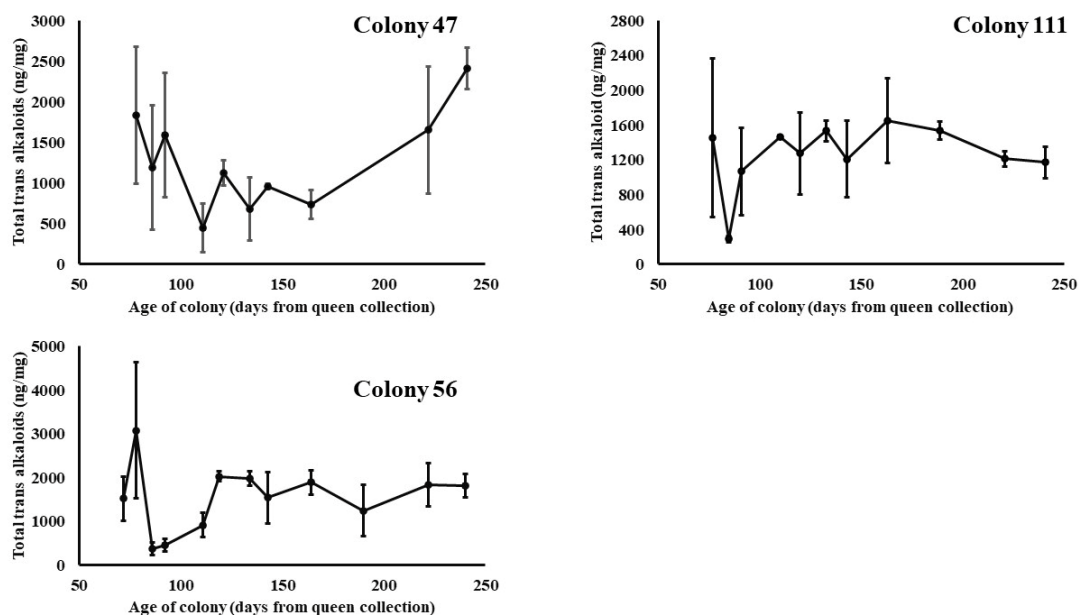 Colony 47
Total trans alkaloids (ng/mg)
3000
2500
2000
1500
1000
500
0
50 100 150 200 250
Age of colony (days from queen collection)
Colony 111
Total trans alkaloid (ng/mg)
2800
2400
2000
1600
1200
800
400
0
50 100 150 200 250
Age of colony (days from queen collection)
Colony 56
Total trans alkaloids (ng/mg)
5000
4000
3000
2000
1000
0
50 100 150 200 250
Age of colony (days from queen collection)